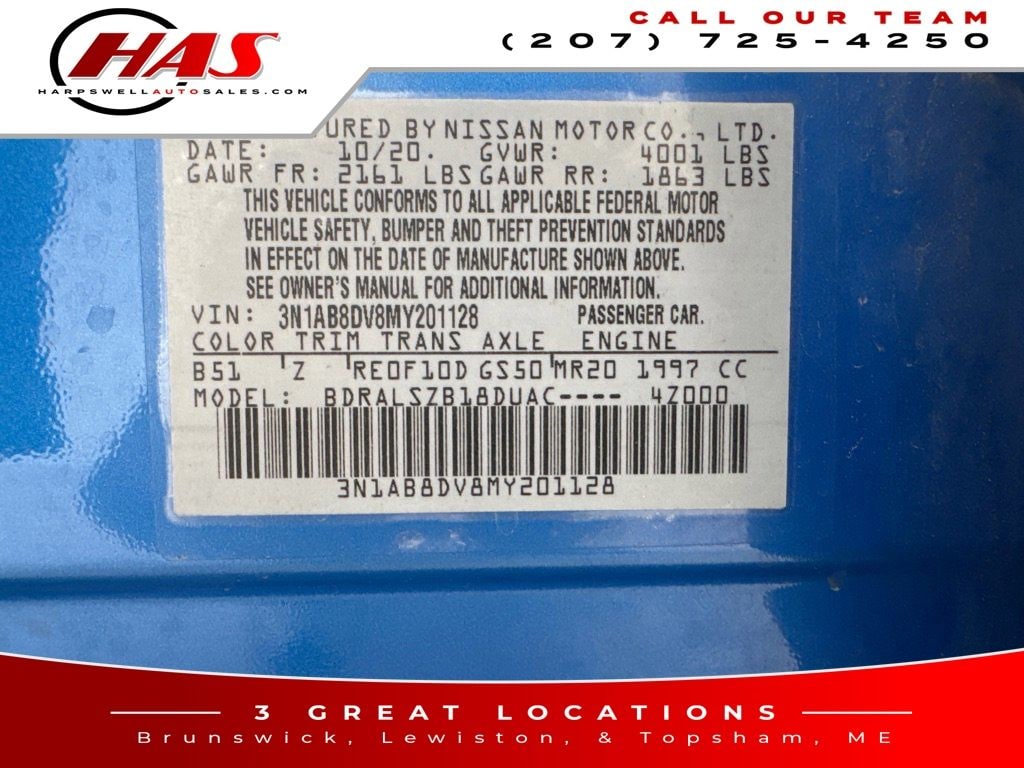 HAS
HARPSWELLAUTOSALES.COM
CALL OUR TEAM
(207) 725-4250
URED BY NISSAN MOTOR CO., LTD.
DATE: 10/20. GVWR: 4001 LBS
GAWR FR: 2161 LBS GAWR RR: 1863 LBS
THIS VEHICLE CONFORMS TO ALL APPLICABLE FEDERAL MOTOR
VEHICLE SAFETY, BUMPER AND THEFT PREVENTION STANDARDS
IN EFFECT ON THE DATE OF MANUFACTURE SHOWN ABOVE.
SEE OWNER'S MANUAL FOR ADDITIONAL INFORMATION.
VIN: 3N1AB8DV8MY201128 PASSENGER CAR.
COLOR TRIM TRANS AXLE ENGINE
B51 Z RE0F10D GS50 MR20 1997 CC
MODEL: BDRALSZB18DUAC---- 4Z000
3N1AB8DV8MY201128
3 GREAT LOCATIONS
Brunswick, Lewiston, & Topsham, ME